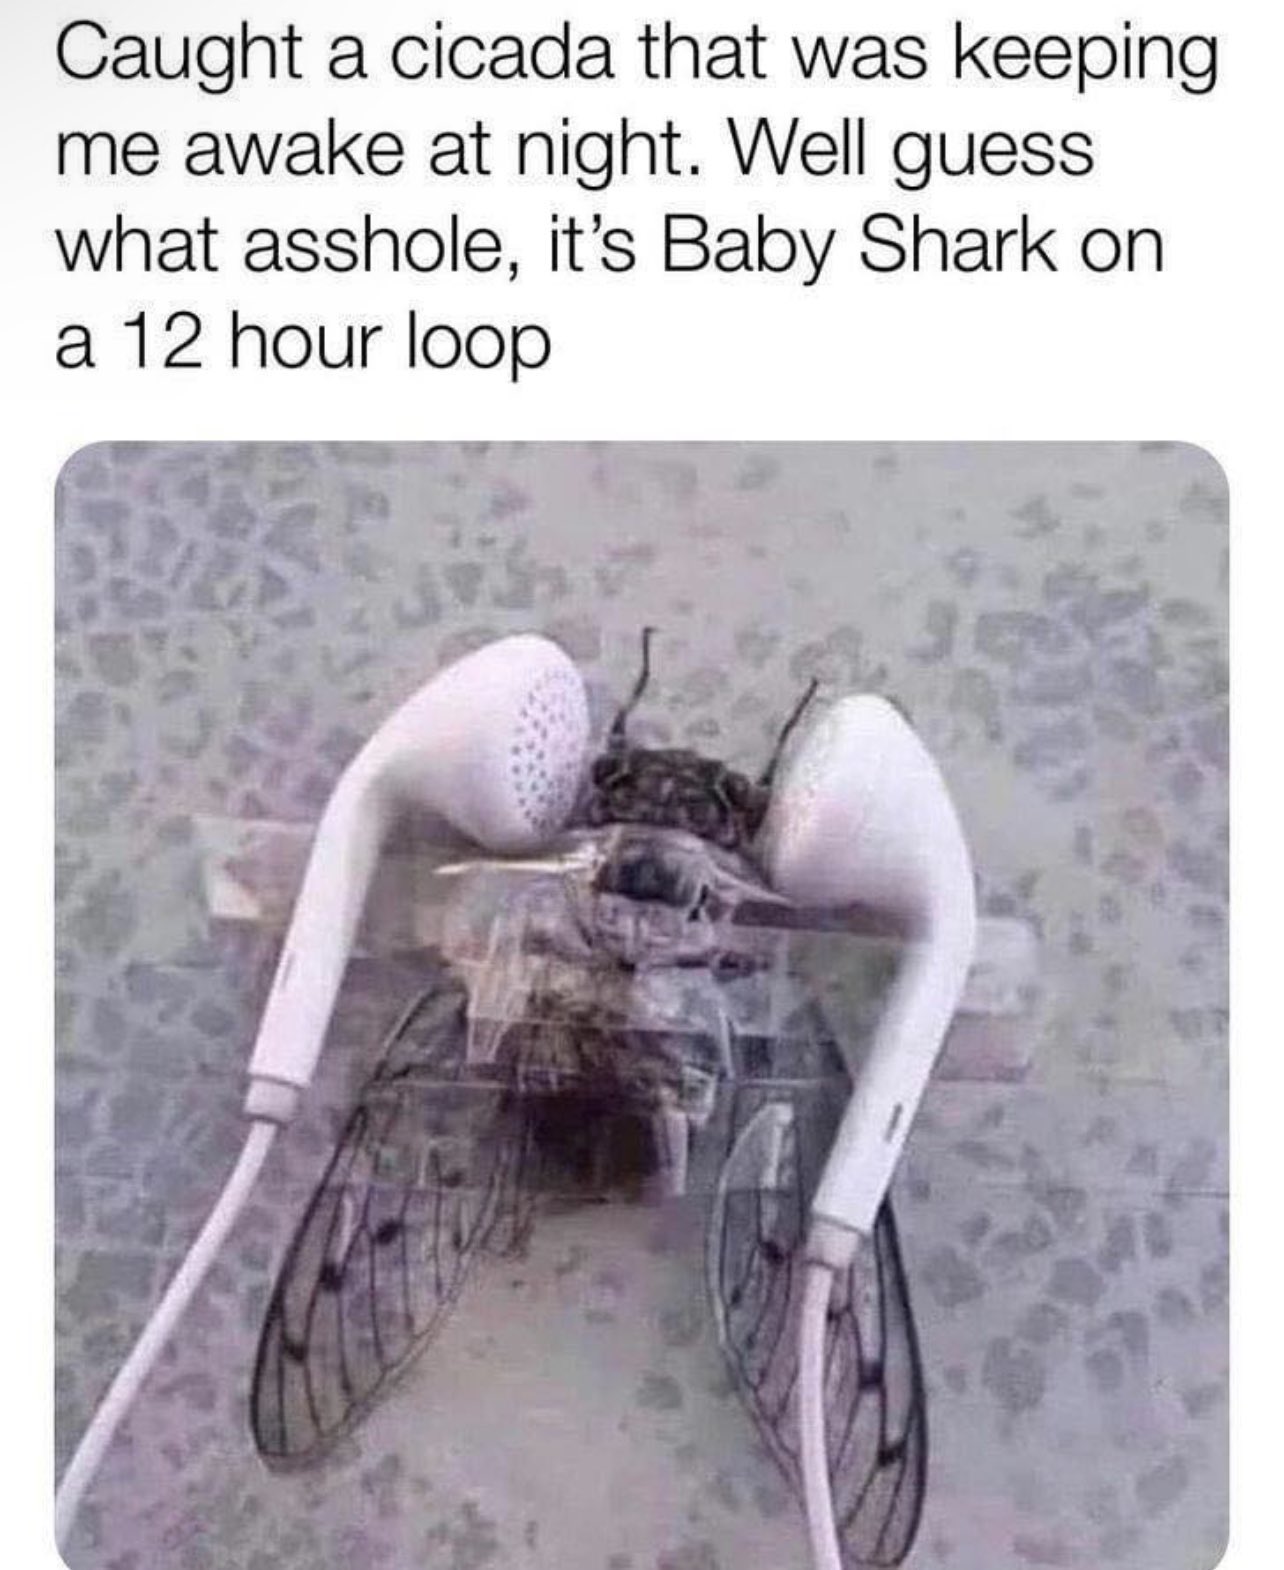 Caught a cicada that was keeping
me awake at night. Well guess
what asshole, it’s Baby Shark on
a 12 hour loop